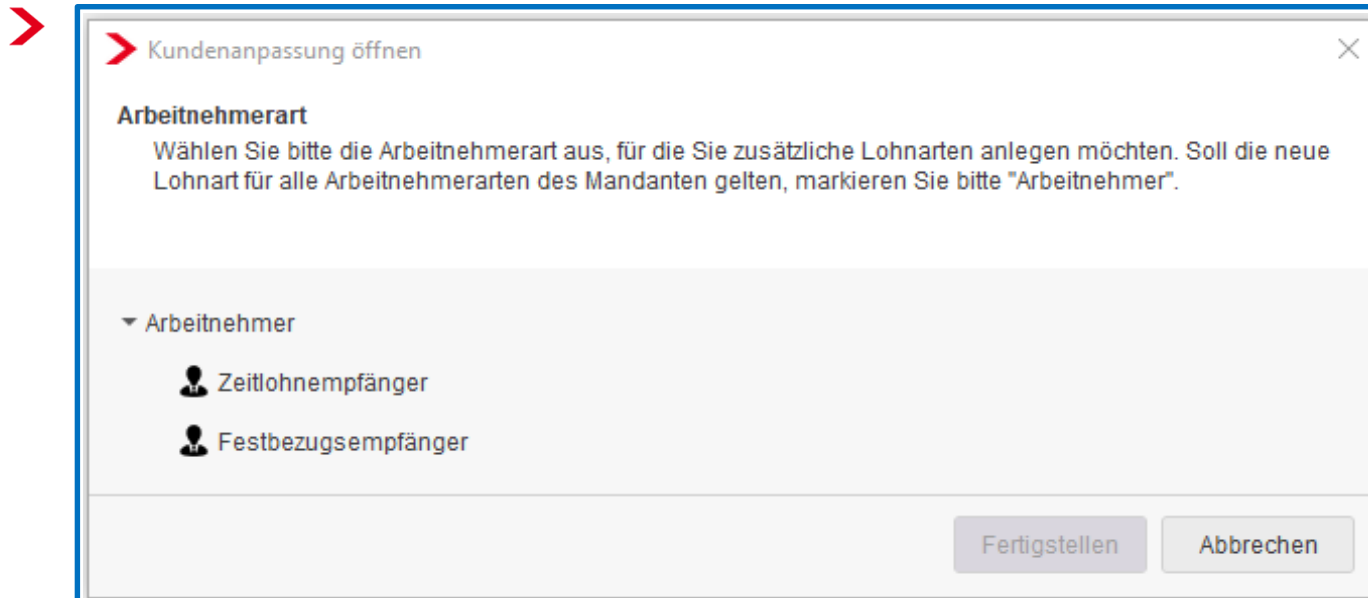 Kundenanpassung öffnen
Arbeitnehmerart
Wählen Sie bitte die Arbeitnehmerart aus, für die Sie zusätzliche Lohnarten anlegen möchten. Soll die neue
Lohnart für alle Arbeitnehmerarten des Mandanten gelten, markieren Sie bitte "Arbeitnehmer".
Arbeitnehmer
Zeitlohnempfänger
Festbezugsempfänger
Fertigstellen
Abbrechen